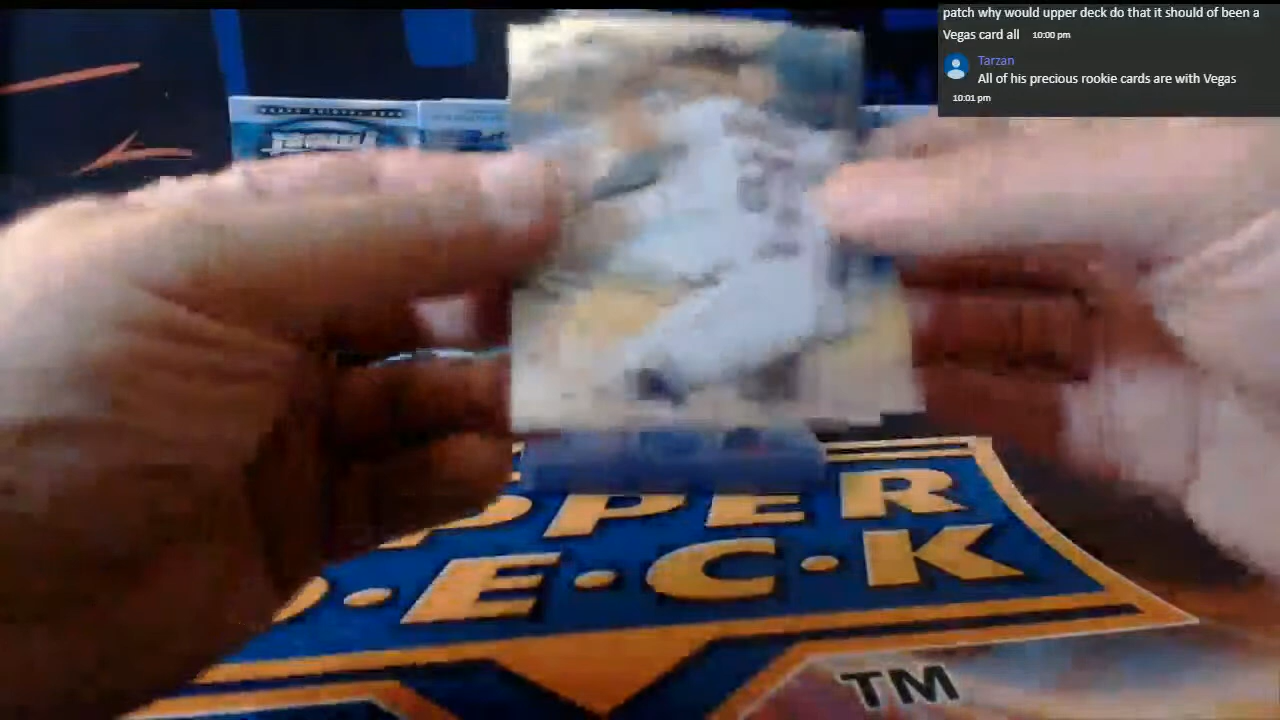 patch why would upper deck do that it should of been a
Vegas card all 10:00 pm
Tarzan
All of his precious rookie cards are with Vegas
10:01 pm
PPER
D·E·C·K
TM